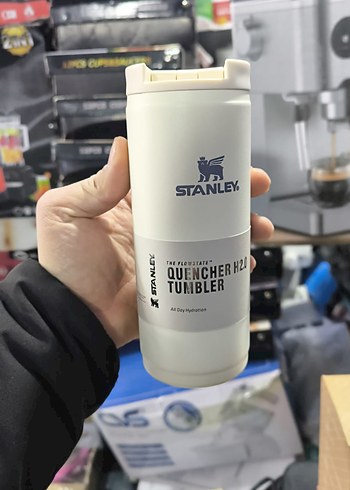 STANLEY
THE FLOWSTATE™
QUENCHER H2.0
TUMBLER
All Day Hydration
STANLEY